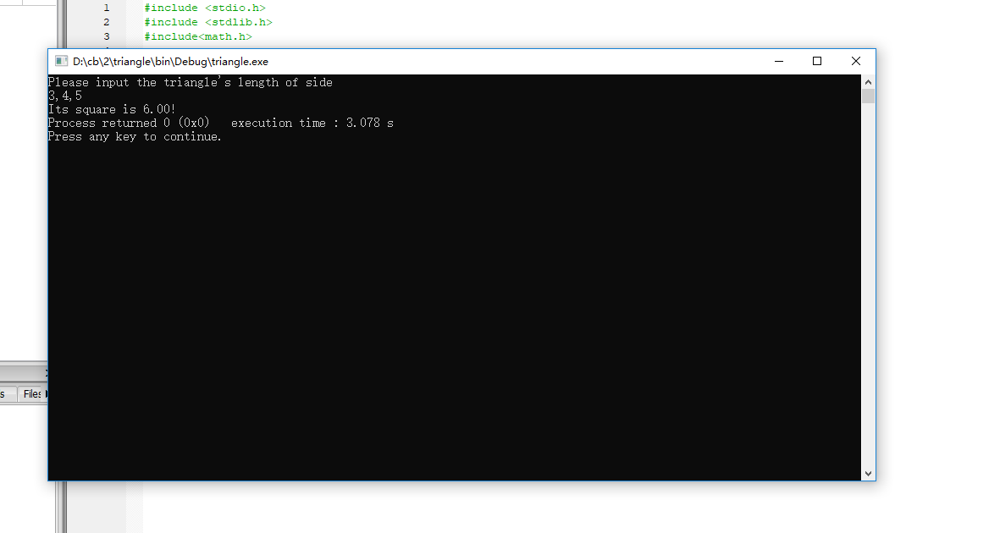 1 #include <stdio.h>
2 #include <stdlib.h>
3 #include<math.h>
D:\cb\2\triangle\bin\Debug\triangle.exe
Please input the triangle's length of side
3,4,5
Its square is 6.00!
Process returned 0 (0x0)   execution time : 3.078 s
Press any key to continue.
s
Files